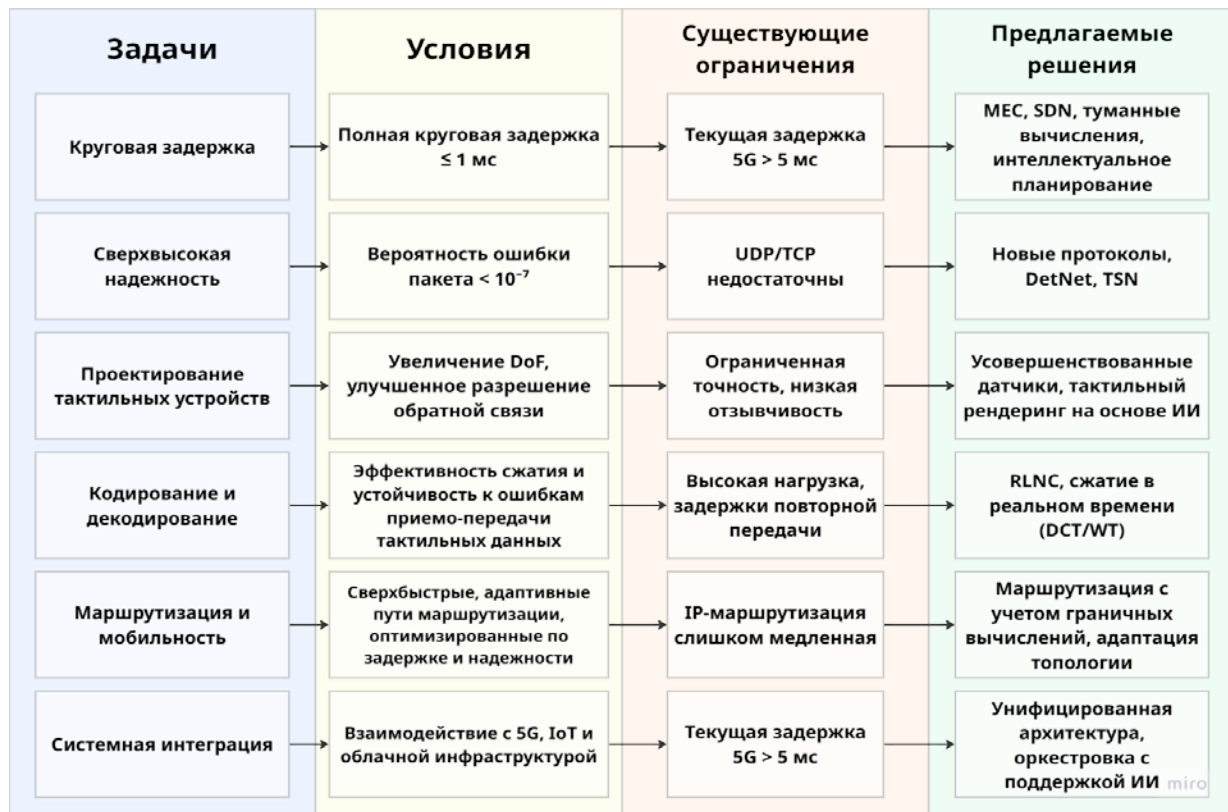 Задачи
Условия
Существующие
ограничения
Предлагаемые
решения
Круговая задержка
Полная круговая задержка
≤ 1 мс
Текущая задержка
5G > 5 мс
MEC, SDN, туманные
вычисления,
интеллектуальное
планирование
Сверхвысокая
надежность
Вероятность ошибки
пакета < 10⁻⁷
UDP/TCP
недостаточны
Новые протоколы,
DetNet, TSN
Проектирование
тактильных устройств
Увеличение DoF,
улучшенное разрешение
обратной связи
Ограниченная
точность, низкая
отзывчивость
Усовершенствованные
датчики, тактильный
рендеринг на основе ИИ
Кодирование и
декодирование
Эффективность сжатия и
устойчивость к ошибкам
приемо-передачи
тактильных данных
Высокая нагрузка,
задержки повторной
передачи
RLNC, сжатие в
реальном времени
(DCT/WT)
Маршрутизация и
мобильность
Сверхбыстрые, адаптивные
пути маршрутизации,
оптимизированные по
задержке и надежности
IP-маршрутизация
слишком медленная
Маршрутизация с
учетом граничных
вычислений, адаптация
топологии
Системная интеграция
Взаимодействие с 5G, IoT и
облачной инфраструктурой
Текущая задержка
5G > 5 мс
Унифицированная
архитектура,
оркестровка с
поддержкой ИИ
miro